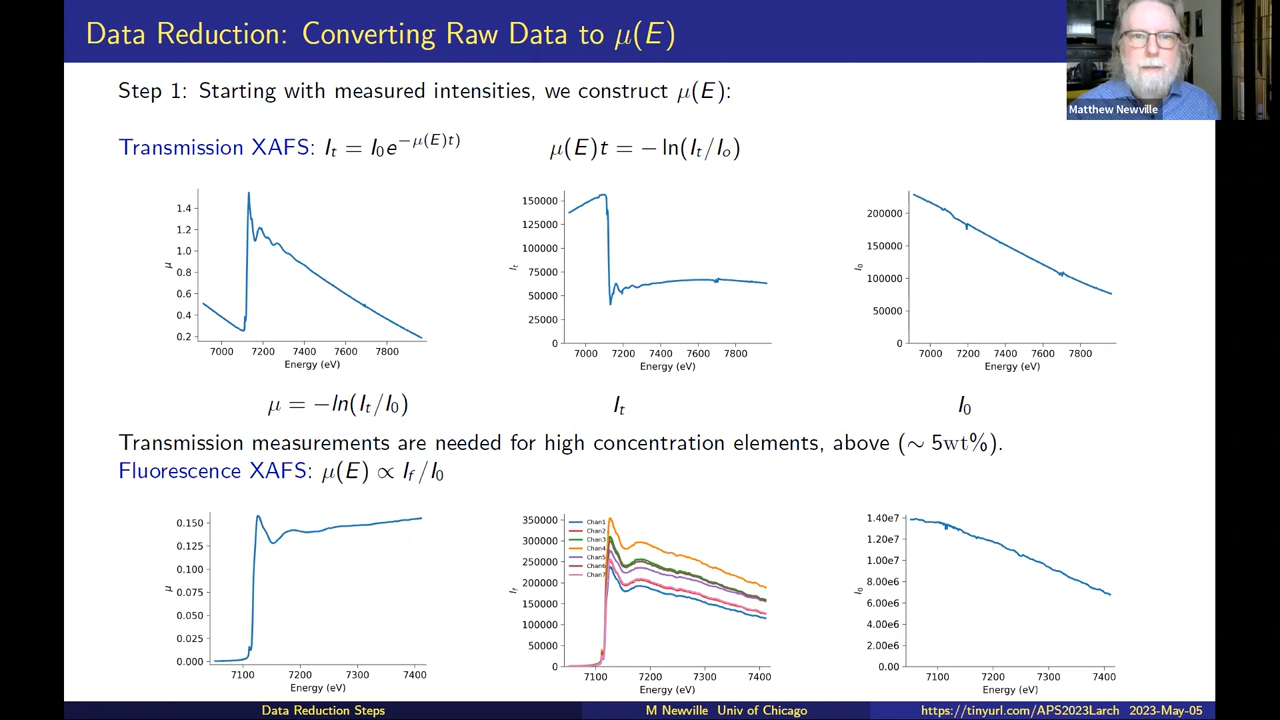 Data Reduction: Converting Raw Data to μ(E)
Matthew Newville
Step 1: Starting with measured intensities, we construct μ(E):
Transmission XAFS: I_t = I_0e^{−μ(E)t)}
μ(E)t = − ln(I_t/I_o)
1.4
1.2
1.0
0.8
0.6
0.4
0.2
μ
7000 7200 7400 7600 7800
Energy (eV)
150000
125000
100000
75000
50000
25000
0
I_t
7000 7200 7400 7600 7800
Energy (eV)
200000
150000
100000
50000
0
I_0
7000 7200 7400 7600 7800
Energy (eV)
μ = −ln(I_t/I_0)
I_t
I_0
Transmission measurements are needed for high concentration elements, above (∼ 5wt%).
Fluorescence XAFS: μ(E) ∝ I_f/I_0
0.150
0.125
0.100
0.075
0.050
0.025
0.000
μ
7100 7200 7300 7400
Energy (eV)
350000
300000
250000
200000
150000
100000
50000
0
I_f
Chan1
Chan2
Chan3
Chan4
Chan5
Chan6
Chan7
7100 7200 7300 7400
Energy (eV)
1.40e7
1.20e7
1.00e7
8.00e6
6.00e6
4.00e6
2.00e6
0.00
I_0
7100 7200 7300 7400
Energy (eV)
Data Reduction Steps
M Newville Univ of Chicago
https://tinyurl.com/APS2023Larch 2023-May-05